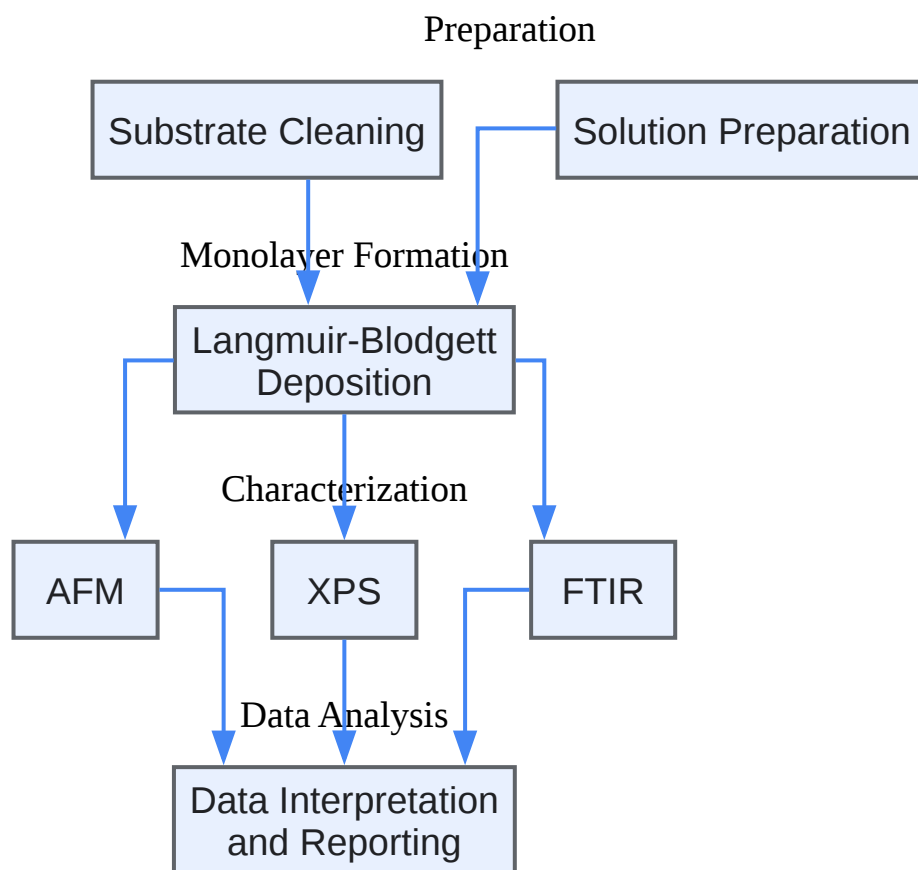 Preparation
Substrate Cleaning
Solution Preparation
Monolayer Formation
Langmuir-Blodgett
Deposition
Characterization
AFM
XPS
FTIR
Data Analysis
Data Interpretation
and Reporting